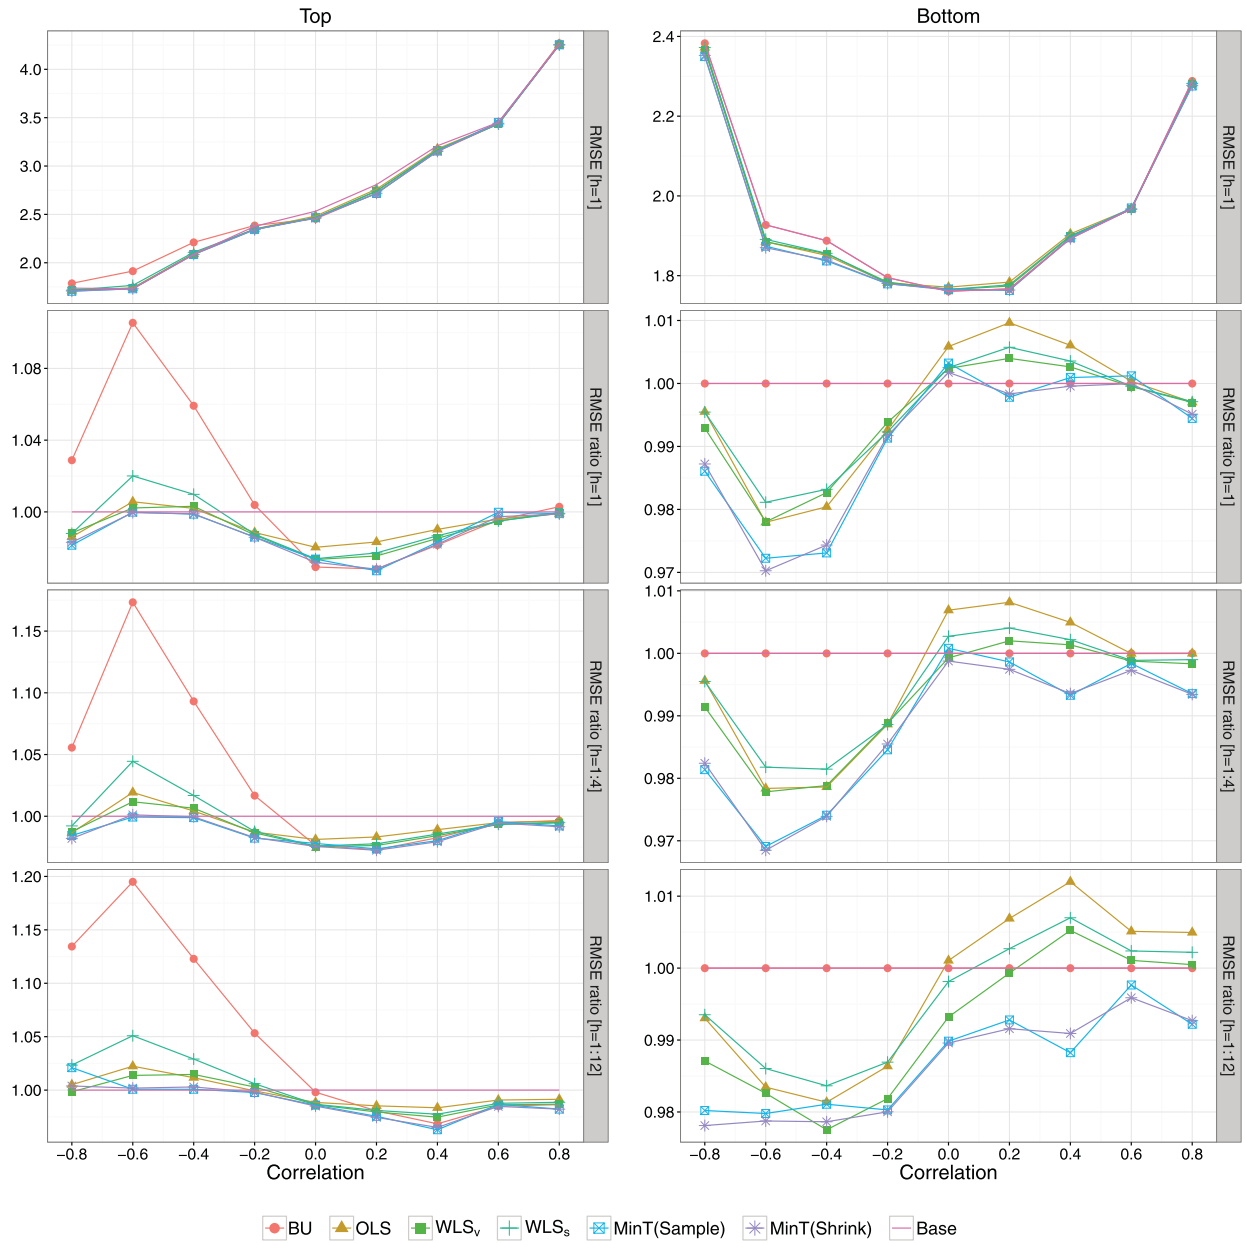 Top
Bottom
4.0
3.5
3.0
2.5
2.0
RMSE [h=1]
2.4
2.2
2.0
1.8
RMSE [h=1]
1.08
1.04
1.00
RMSE ratio [h=1]
1.01
1.00
0.99
0.98
0.97
RMSE ratio [h=1]
1.15
1.10
1.05
1.00
RMSE ratio [h=1:4]
1.01
1.00
0.99
0.98
0.97
RMSE ratio [h=1:4]
1.20
1.15
1.10
1.05
1.00
RMSE ratio [h=1:12]
1.01
1.00
0.99
0.98
RMSE ratio [h=1:12]
−0.8 −0.6 −0.4 −0.2 0.0 0.2 0.4 0.6 0.8
Correlation
−0.8 −0.6 −0.4 −0.2 0.0 0.2 0.4 0.6 0.8
Correlation
BU OLS WLSv WLSs MinT(Sample) MinT(Shrink) Base